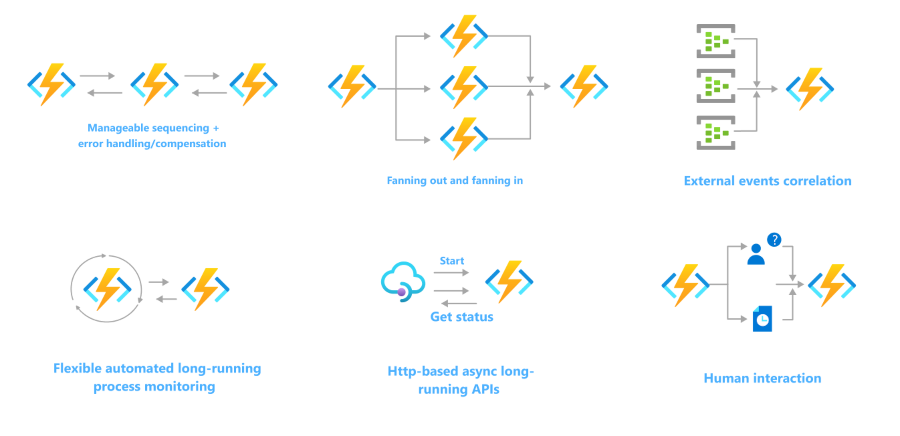 Manageable sequencing +
error handling/compensation
Fanning out and fanning in
External events correlation
?
Start
Get status
Flexible automated long-running
process monitoring
Http-based async long-
running APIs
Human interaction